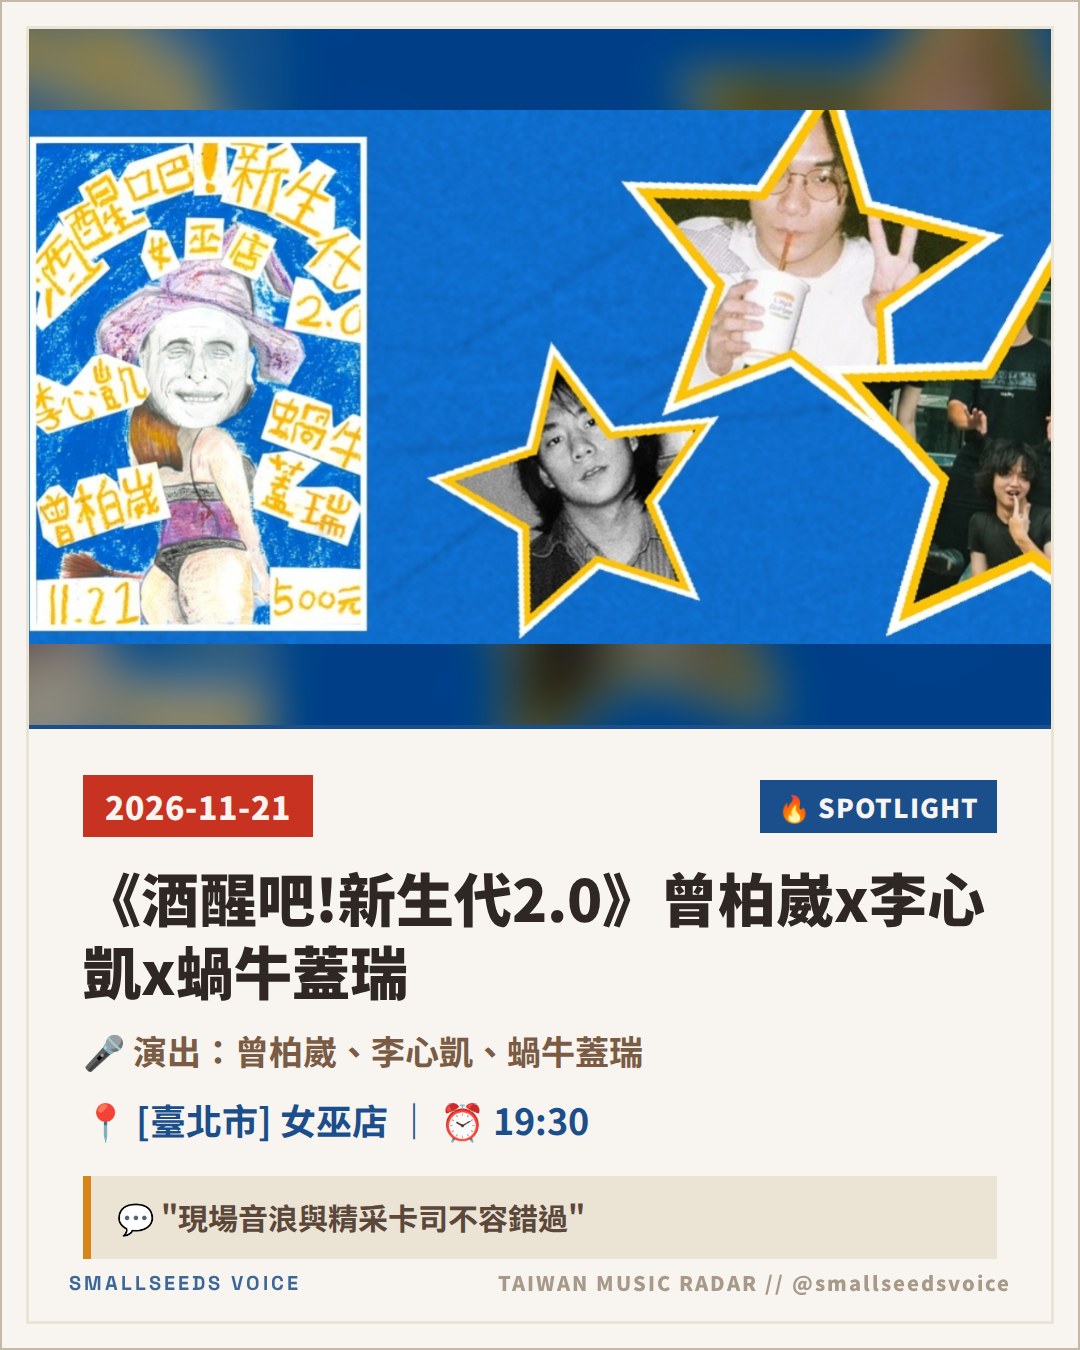 酒醒吧!新生代
2.0
女巫店
李心凱
蝸牛
蓋瑞
曾柏崴
11.21
500元
2026-11-21
🔥 SPOTLIGHT
《酒醒吧!新生代2.0》曾柏崴x李心
凱x蝸牛蓋瑞
🎤 演出：曾柏崴、李心凱、蝸牛蓋瑞
📍 [臺北市] 女巫店 ｜ ⏰ 19:30
💬 "現場音浪與精采卡司不容錯過"
SMALLSEEDS VOICE
TAIWAN MUSIC RADAR // @smallseedsvoice